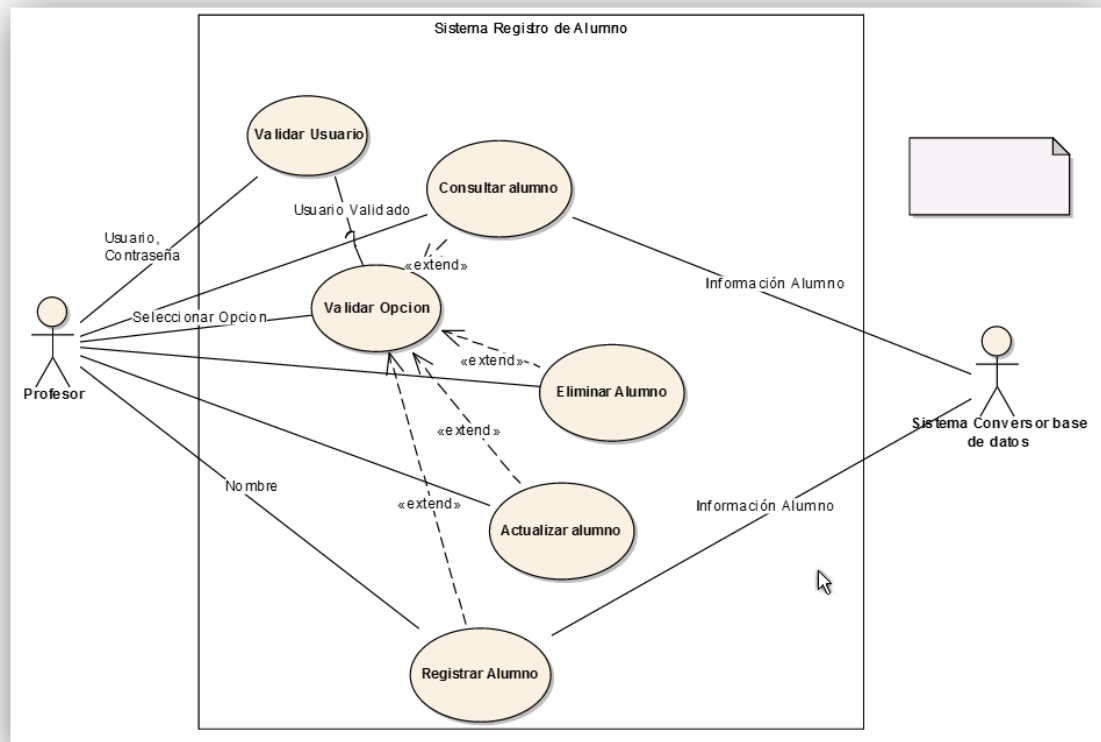 Sistema Registro de Alumno
Validar Usuario
Consultar alumno
Usuario Validado
Usuario,
Contraseña
«extend»
Información Alumno
Validar Opcion
Seleccionar Opcion
«extend»
Eliminar Alumno
Profesor
Sistema Conversor base
de datos
«extend»
Nombre
«extend»
Información Alumno
Actualizar alumno
Registrar Alumno